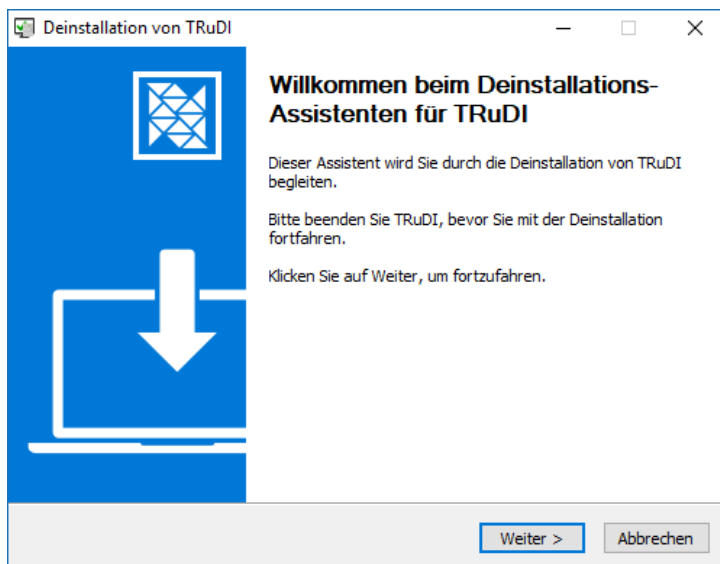 Deinstallation von TRuDI
Willkommen beim Deinstallations-
Assistenten für TRuDI
Dieser Assistent wird Sie durch die Deinstallation von TRuDI
begleiten.
Bitte beenden Sie TRuDI, bevor Sie mit der Deinstallation
fortfahren.
Klicken Sie auf Weiter, um fortzufahren.
Weiter >
Abbrechen